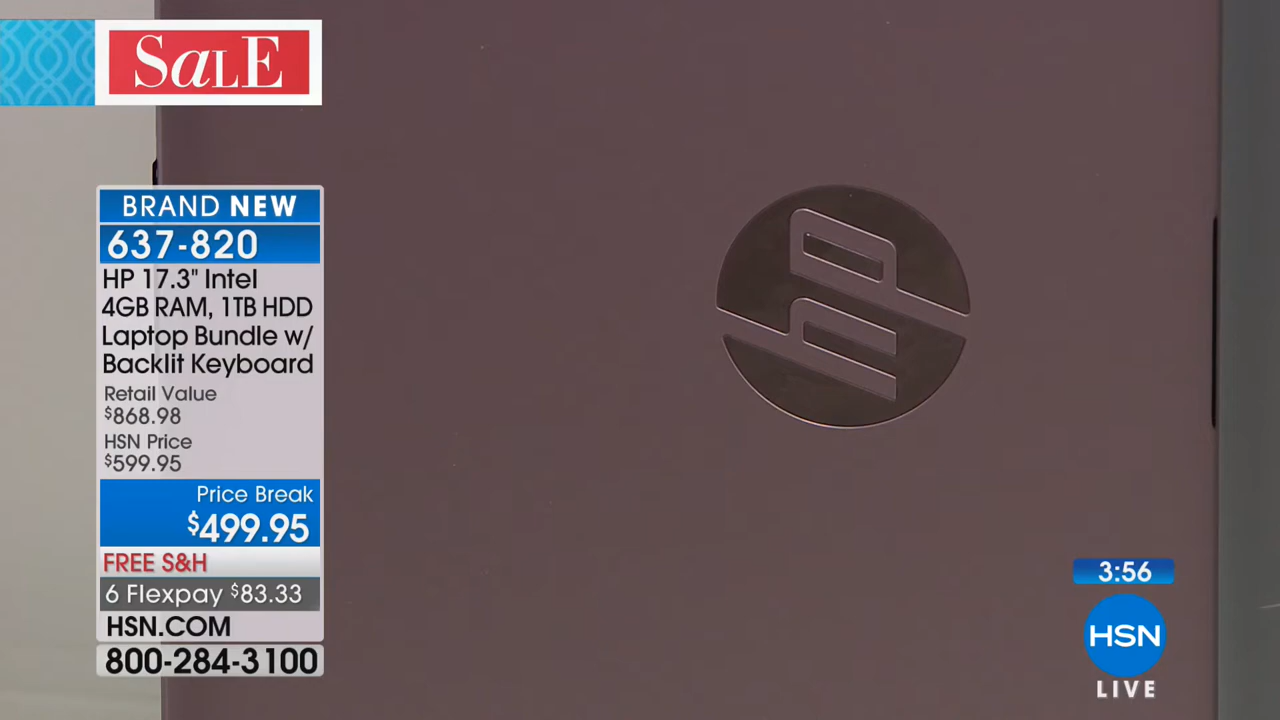 SaLE
BRAND NEW
637-820
HP 17.3" Intel
4GB RAM, 1TB HDD
Laptop Bundle w/
Backlit Keyboard
Retail Value
$868.98
HSN Price
$599.95
Price Break
$499.95
FREE S&H
6 Flexpay $83.33
HSN.COM
800-284-3100
hp
3:56
HSN
LIVE